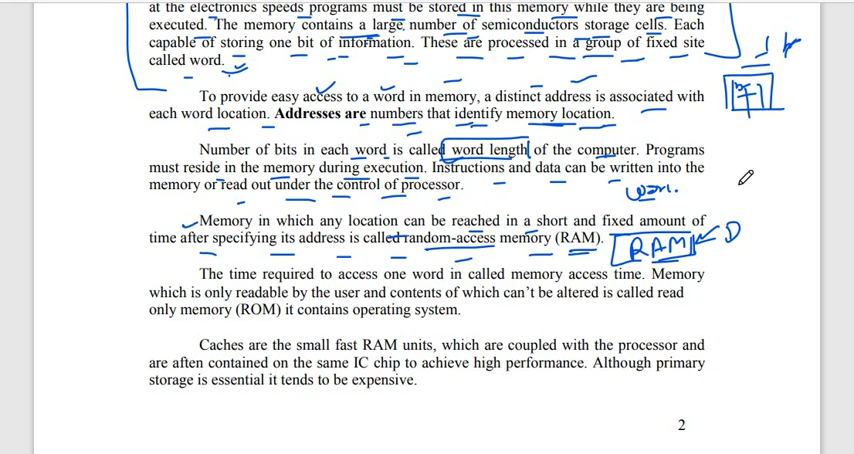 at the electronics speeds programs must be stored in this memory while they are being
executed. The memory contains a large number of semiconductors storage cells. Each
capable of storing one bit of information. These are processed in a group of fixed site
called word.
To provide easy access to a word in memory, a distinct address is associated with
each word location. Addresses are numbers that identify memory location.
Number of bits in each word is called word length of the computer. Programs
must reside in the memory during execution. Instructions and data can be written into the
memory or read out under the control of processor.
Memory in which any location can be reached in a short and fixed amount of
time after specifying its address is called random-access memory (RAM).
RAM
The time required to access one word in called memory access time. Memory
which is only readable by the user and contents of which can't be altered is called read
only memory (ROM) it contains operating system.
Caches are the small fast RAM units, which are coupled with the processor and
are aften contained on the same IC chip to achieve high performance. Although primary
storage is essential it tends to be expensive.
2